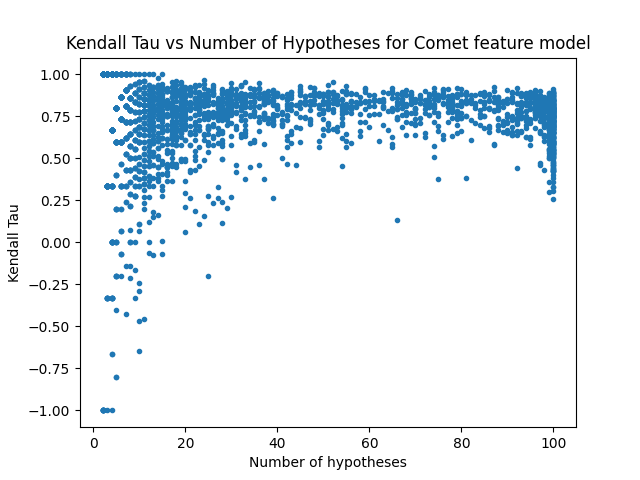 Kendall Tau vs Number of Hypotheses for Comet feature model
1.00
0.75
0.50
0.25
0.00
−0.25
−0.50
−0.75
−1.00
Kendall Tau
0 20 40 60 80 100
Number of hypotheses